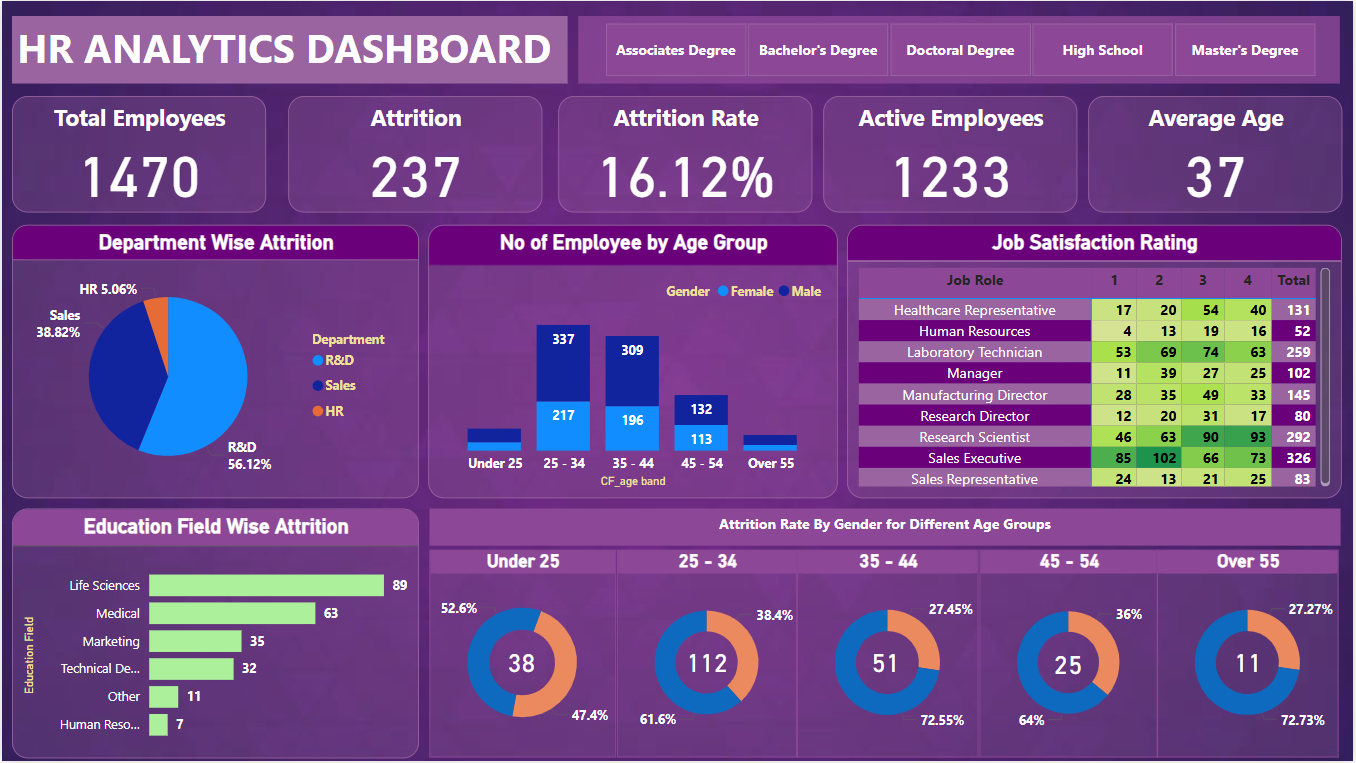 HR ANALYTICS DASHBOARD
Associates Degree Bachelor's Degree Doctoral Degree High School Master's Degree
Total Employees
1470
Attrition
237
Attrition Rate
16.12%
Active Employees
1233
Average Age
37
Department Wise Attrition
HR 5.06%
Sales
38.82%
R&D
56.12%
Department
R&D
Sales
HR
No of Employee by Age Group
Gender Female Male
337 309 132
217 196 113
Under 25 25 - 34 35 - 44 45 - 54 Over 55
CF_age band
Job Satisfaction Rating
Job Role 1 2 3 4 Total
Healthcare Representative 17 20 54 40 131
Human Resources 4 13 19 16 52
Laboratory Technician 53 69 74 63 259
Manager 11 39 27 25 102
Manufacturing Director 28 35 49 33 145
Research Director 12 20 31 17 80
Research Scientist 46 63 90 93 292
Sales Executive 85 102 66 73 326
Sales Representative 24 13 21 25 83
Education Field Wise Attrition
Education Field
Life Sciences 89
Medical 63
Marketing 35
Technical De... 32
Other 11
Human Reso... 7
Attrition Rate By Gender for Different Age Groups
Under 25
52.6%
38
47.4%
25 - 34
38.4%
112
61.6%
35 - 44
27.45%
51
72.55%
45 - 54
36%
25
64%
Over 55
27.27%
11
72.73%